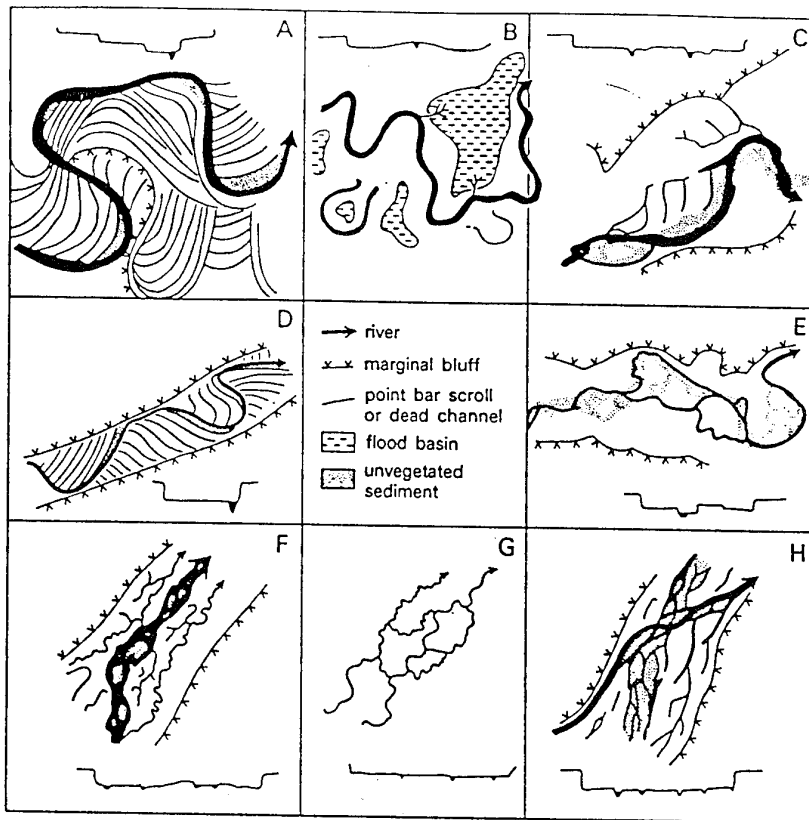 A
B
C
D
river
marginal bluff
point bar scroll
or dead channel
flood basin
unvegetated
sediment
E
F
G
H